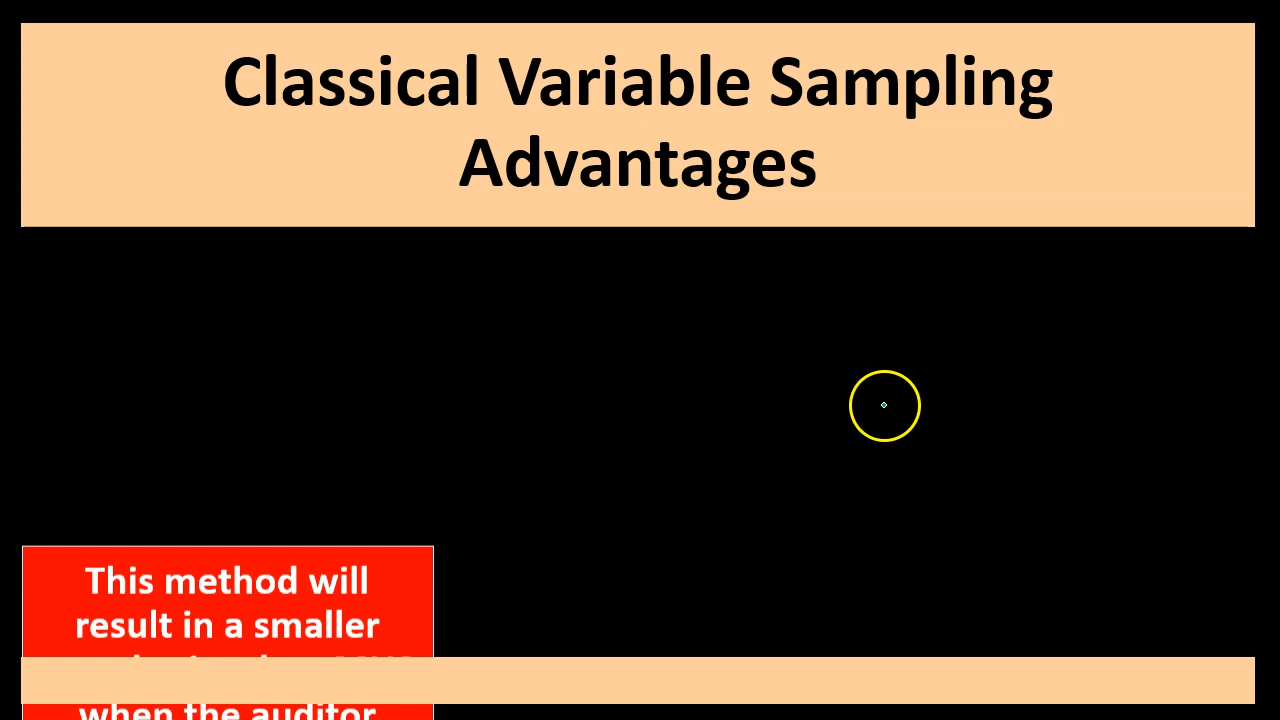 Classical Variable Sampling
Advantages
This method will
result in a smaller
when the auditor